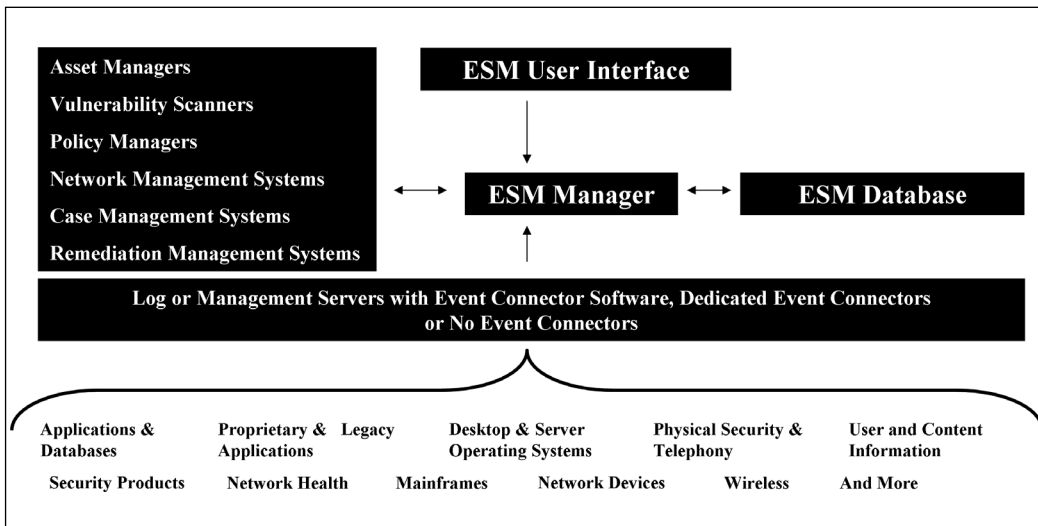 Asset Managers
Vulnerability Scanners
Policy Managers
Network Management Systems
Case Management Systems
Remediation Management Systems
ESM User Interface
ESM Manager
ESM Database
Log or Management Servers with Event Connector Software, Dedicated Event Connectors
or No Event Connectors
Applications &
Databases
Proprietary & Legacy
Applications
Desktop & Server
Operating Systems
Physical Security &
Telephony
User and Content
Information
Security Products
Network Health
Mainframes
Network Devices
Wireless
And More